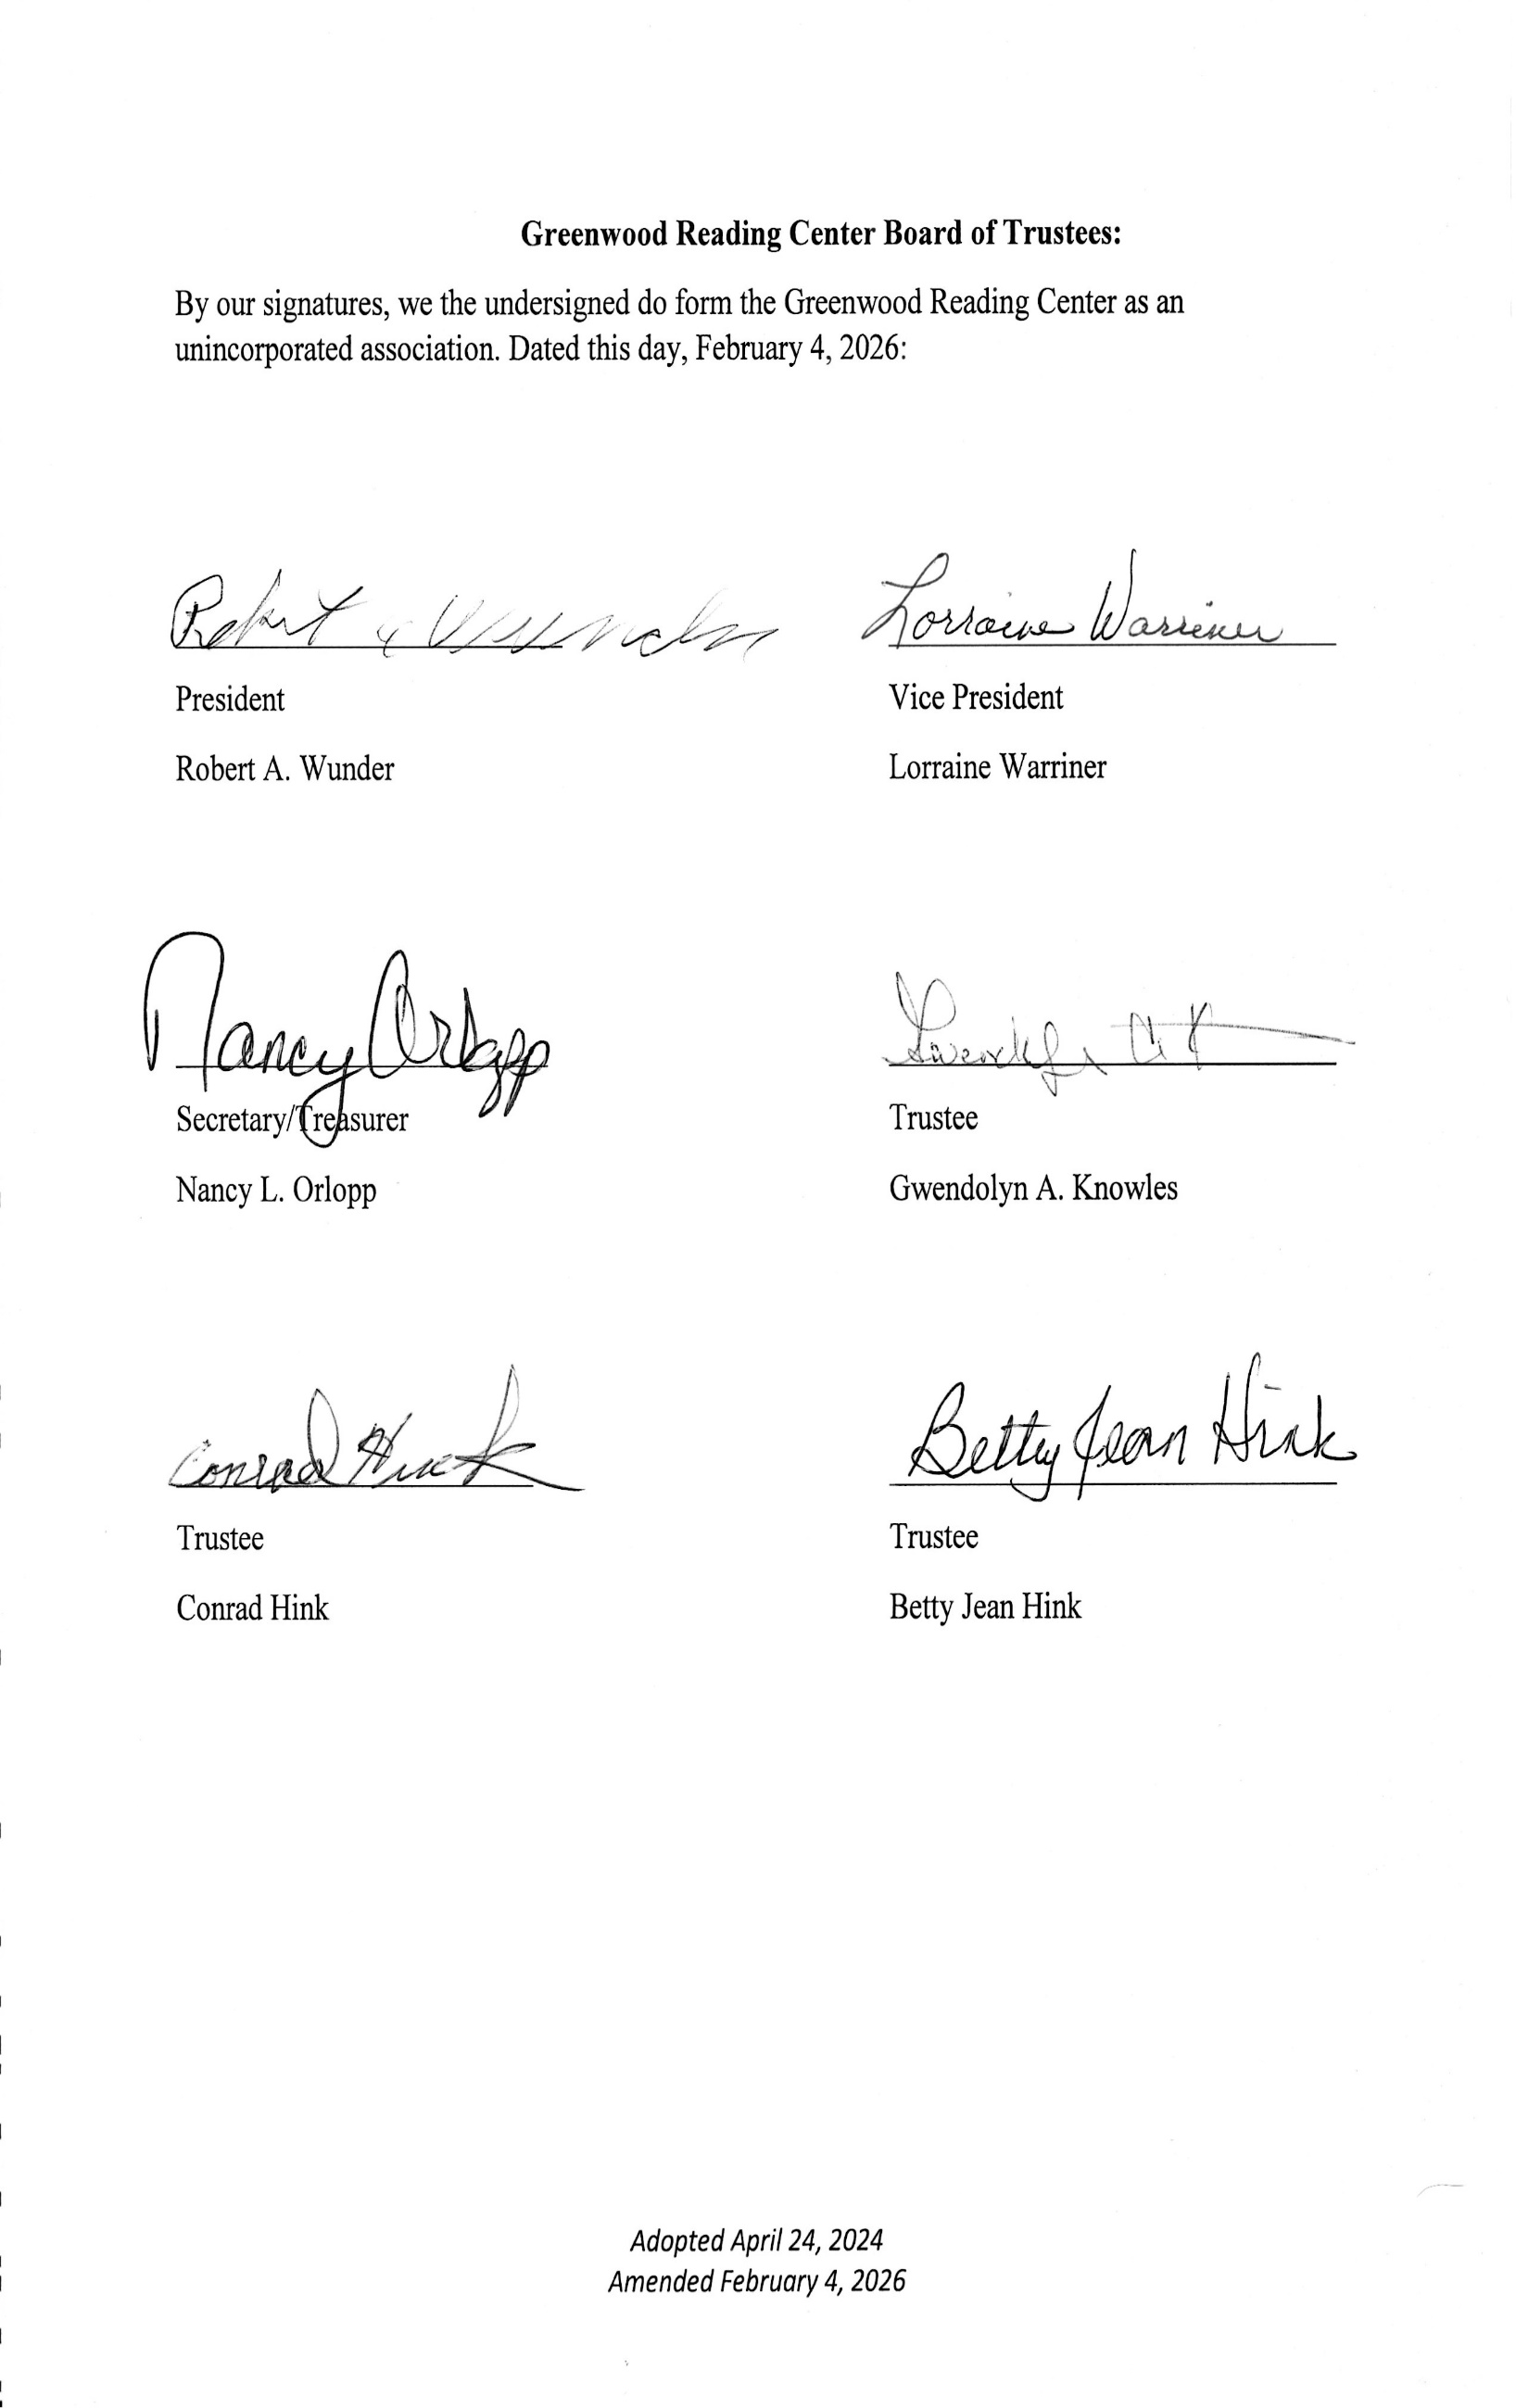 Greenwood Reading Center Board of Trustees:
By our signatures, we the undersigned do form the Greenwood Reading Center as an
unincorporated association. Dated this day, February 4, 2026:
Robert A Wunder
Lorraine Warriner
President
Vice President
Robert A. Wunder
Lorraine Warriner
Nancy Orlopp
Secretary/Treasurer
Trustee
Nancy L. Orlopp
Gwendolyn A. Knowles
Conrad Hink
Betty Jean Hink
Trustee
Trustee
Conrad Hink
Betty Jean Hink
Adopted April 24, 2024
Amended February 4, 2026